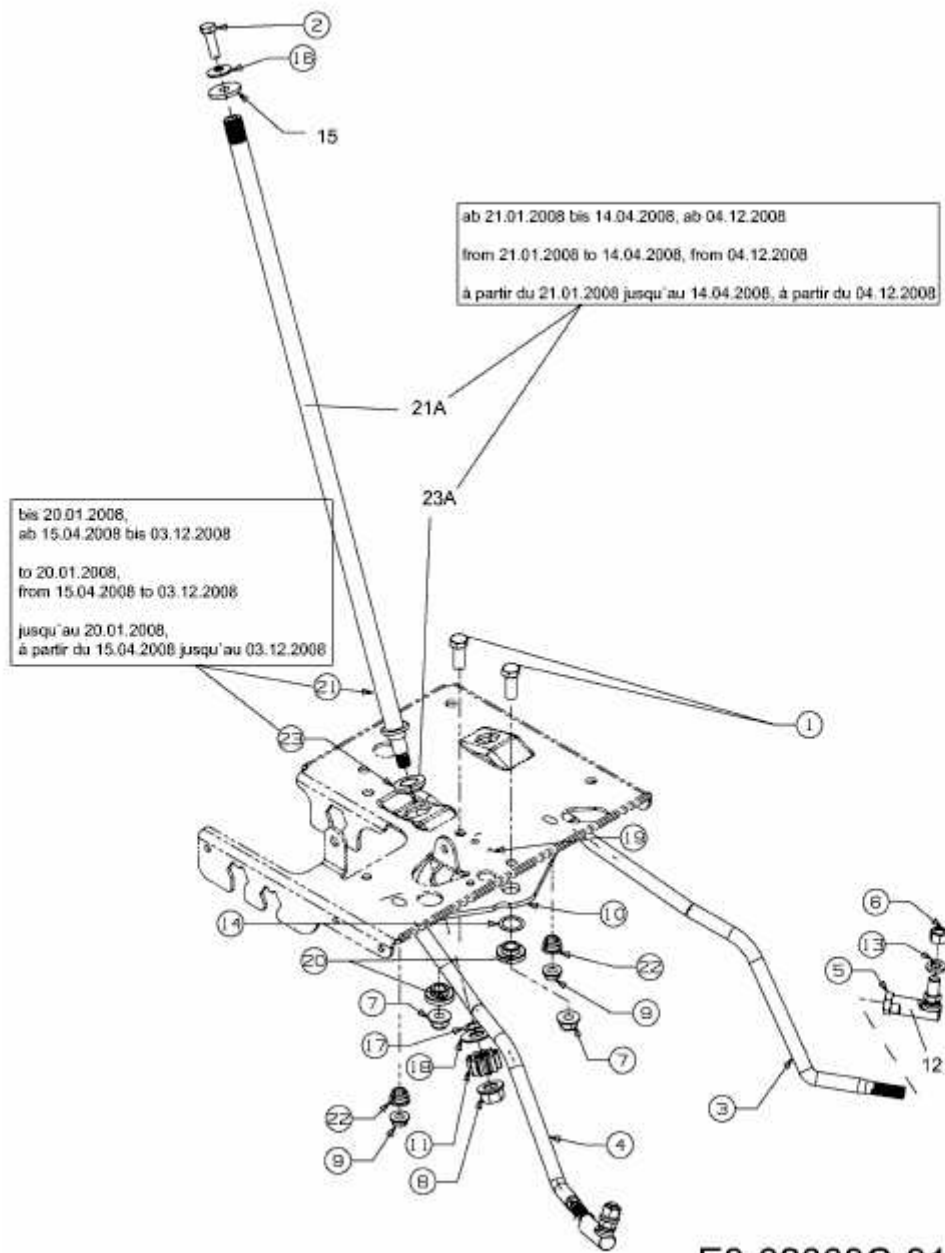 2
16
15
ab 21.01.2008 bis 14.04.2008, ab 04.12.2008
from 21.01.2008 to 14.04.2008, from 04.12.2008
à partir du 21.01.2008 jusqu´au 14.04.2008, à partir du 04.12.2008
21A
23A
bis 20.01.2008,
ab 15.04.2008 bis 03.12.2008
to 20.01.2008,
from 15.04.2008 to 03.12.2008
jusqu´au 20.01.2008,
à partir du 15.04.2008 jusqu´au 03.12.2008
21
1
23
19
10
6
14
13
20
22
5
7
9
17
7
12
18
3
22
11
4
9
8